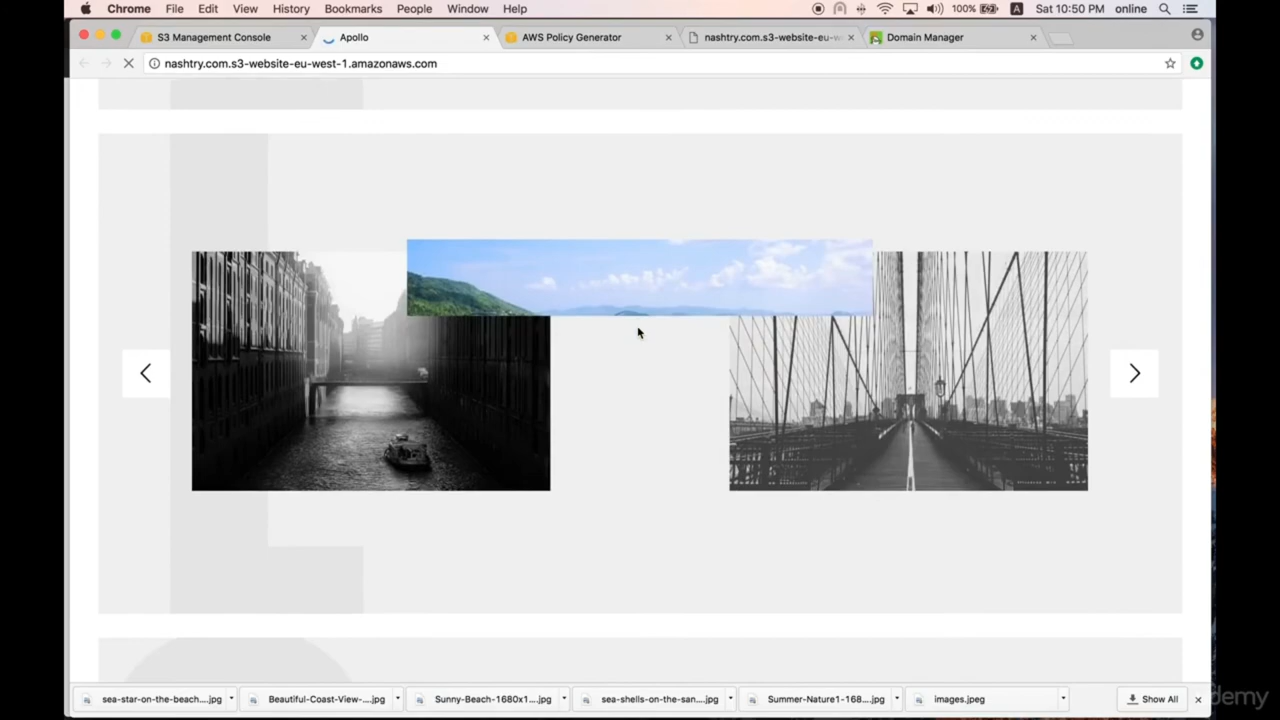 Chrome File Edit View History Bookmarks People Window Help 100% A Sat 10:50 PM online
S3 Management Console Apollo AWS Policy Generator nashtry.com.s3-website-eu-w Domain Manager
nashtry.com.s3-website-eu-west-1.amazonaws.com
sea-star-on-the-beach....jpg Beautiful-Coast-View-....jpg Sunny-Beach-1680x1...jpg sea-shells-on-the-san....jpg Summer-Nature1-168....jpg images.jpeg Show All
demy